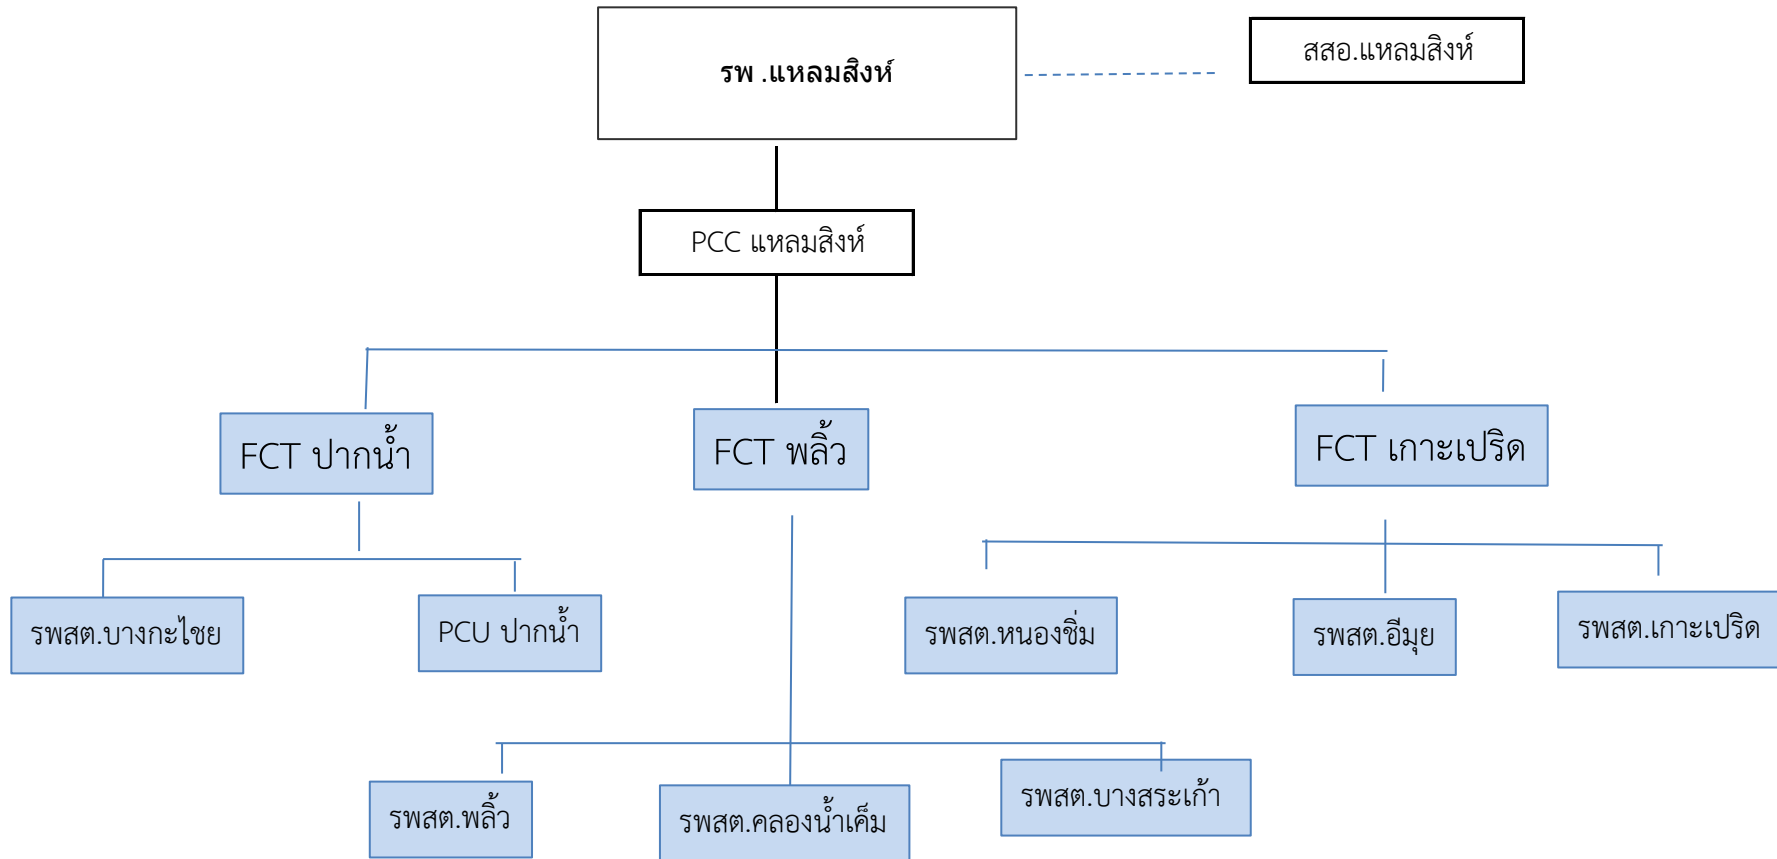 รพ .แหลมสิงห์
สสอ.แหลมสิงห์
PCC แหลมสิงห์
FCT ปากน้ำ
FCT พลิ้ว
FCT เกาะเปริด
รพสต.บางกะไชย
PCU ปากน้ำ
รพสต.หนองชิ่ม
รพสต.อีมุย
รพสต.เกาะเปริด
รพสต.พลิ้ว
รพสต.คลองน้ำเค็ม
รพสต.บางสระเก้า